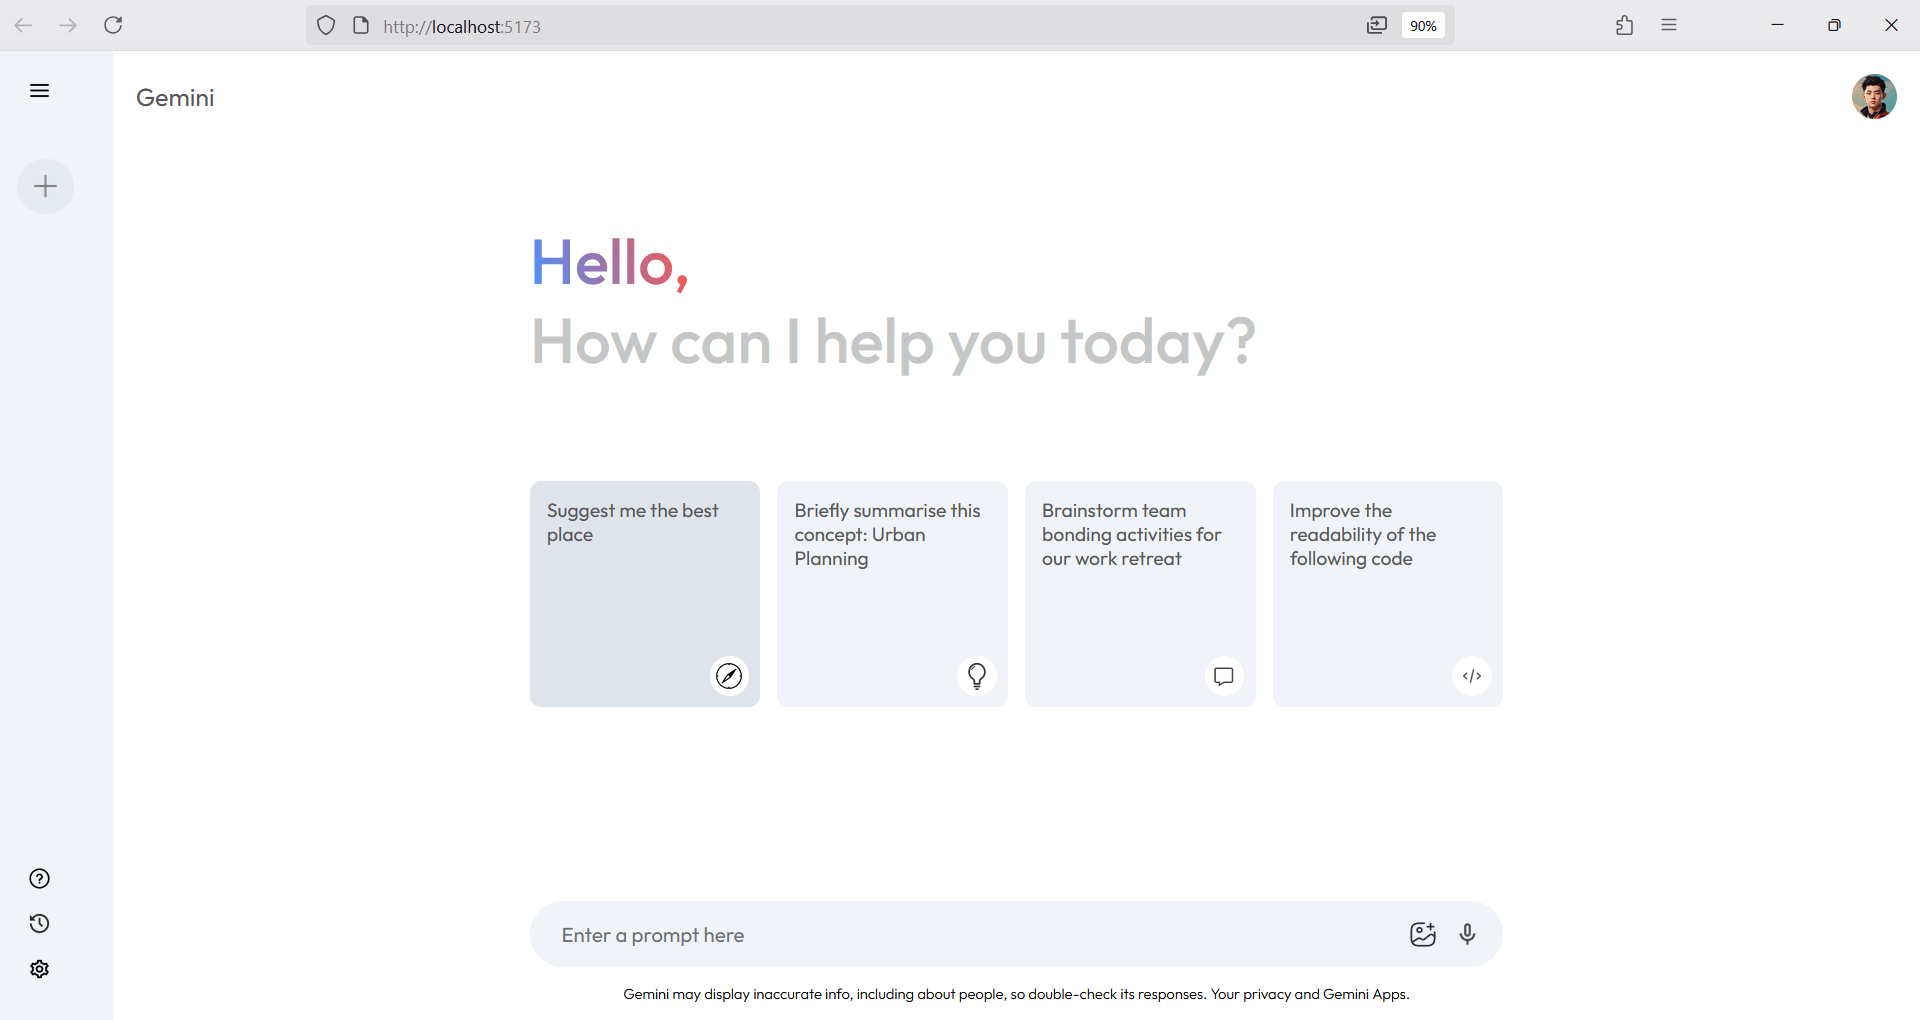 http://localhost:5173
90%
Gemini
Hello,
How can I help you today?
Suggest me the best
place
Briefly summarise this
concept: Urban
Planning
Brainstorm team
bonding activities for
our work retreat
Improve the
readability of the
following code
Enter a prompt here
Gemini may display inaccurate info, including about people, so double-check its responses. Your privacy and Gemini Apps.